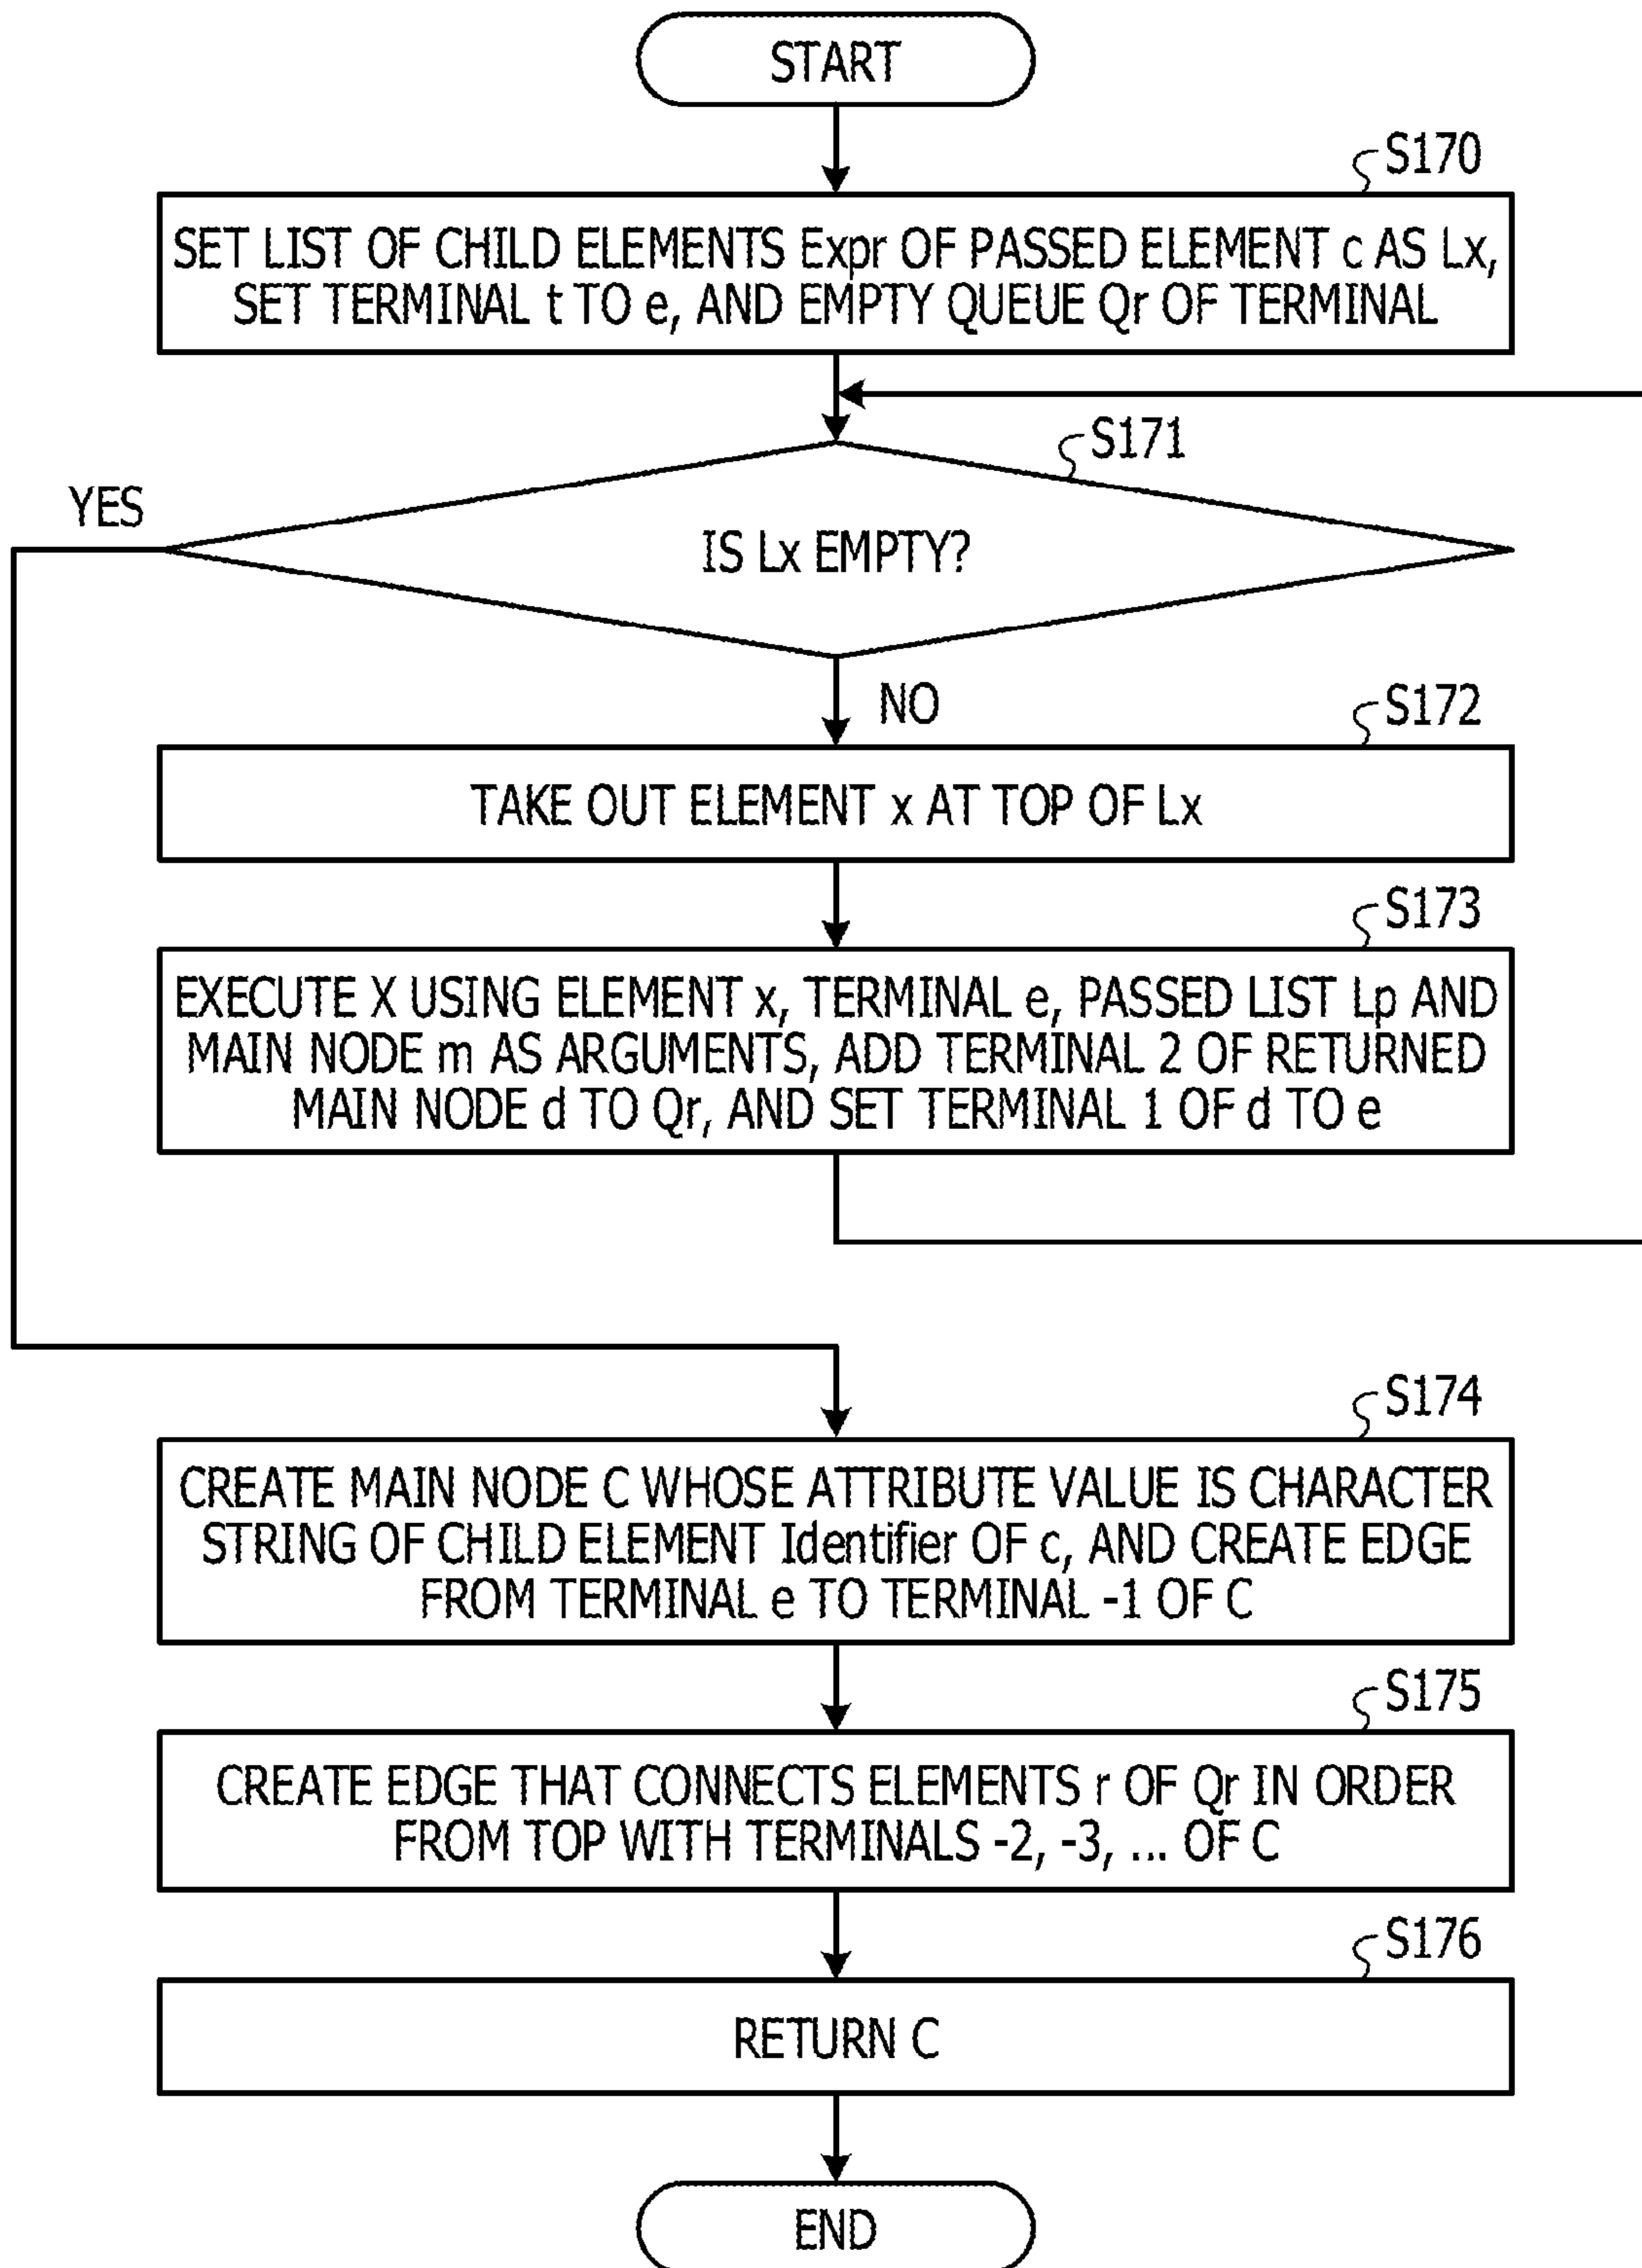 START
S170
SET LIST OF CHILD ELEMENTS Expr OF PASSED ELEMENT c AS Lx,
SET TERMINAL t TO e, AND EMPTY QUEUE Qr OF TERMINAL
S171
YES
IS Lx EMPTY?
NO
S172
TAKE OUT ELEMENT x AT TOP OF Lx
S173
EXECUTE X USING ELEMENT x, TERMINAL e, PASSED LIST Lp AND
MAIN NODE m AS ARGUMENTS, ADD TERMINAL 2 OF RETURNED
MAIN NODE d TO Qr, AND SET TERMINAL 1 OF d TO e
S174
CREATE MAIN NODE C WHOSE ATTRIBUTE VALUE IS CHARACTER
STRING OF CHILD ELEMENT Identifier OF c, AND CREATE EDGE
FROM TERMINAL e TO TERMINAL -1 OF C
S175
CREATE EDGE THAT CONNECTS ELEMENTS r OF Qr IN ORDER
FROM TOP WITH TERMINALS -2, -3, ... OF C
S176
RETURN C
END